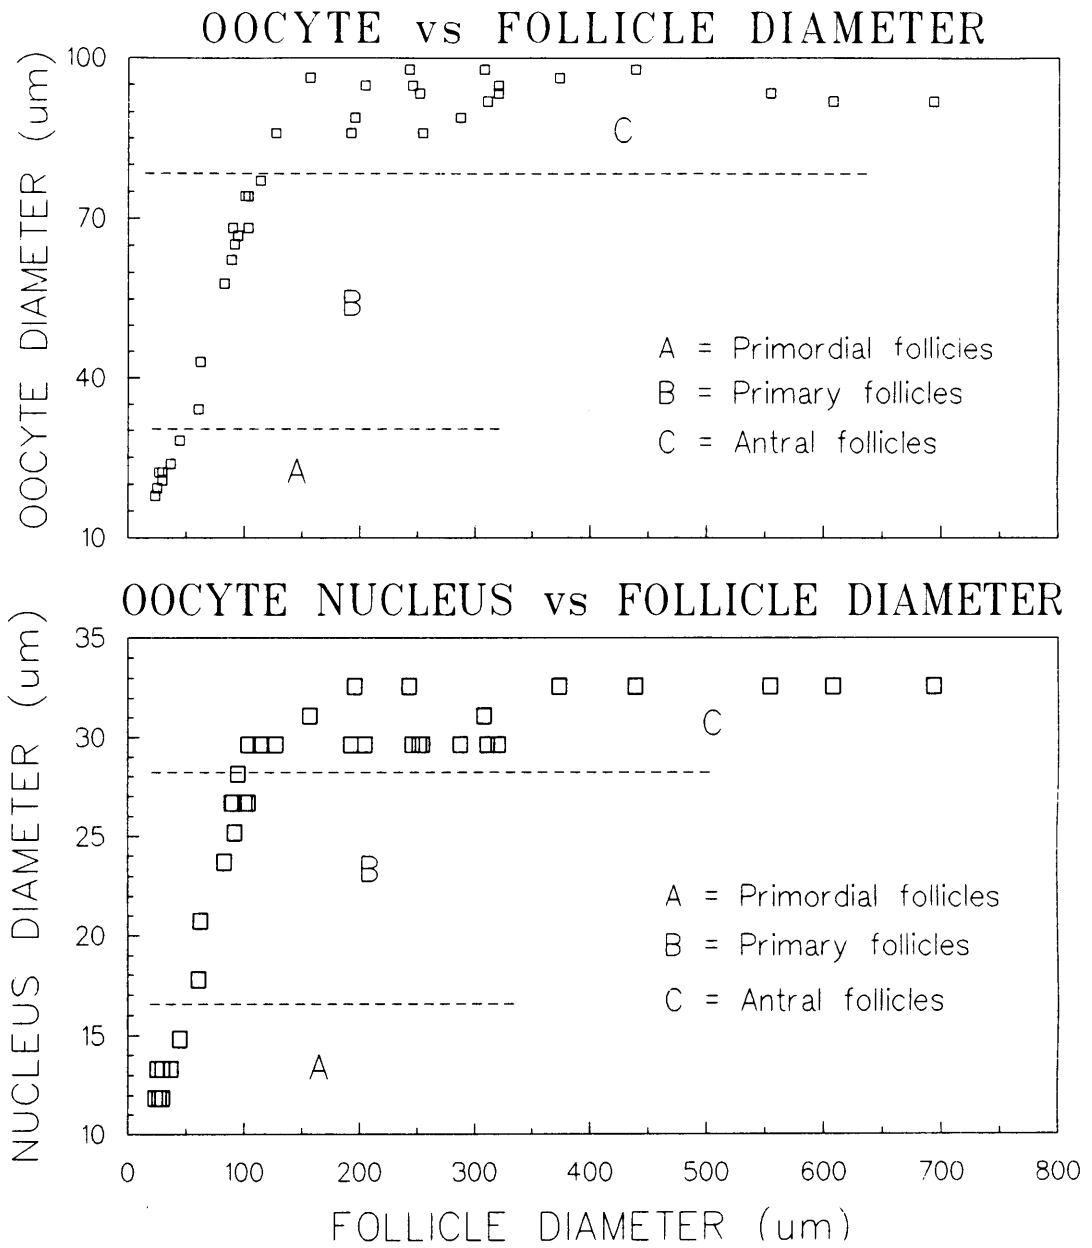 OOCYTE vs FOLLICLE DIAMETER
OOCYTE DIAMETER (um)
100
70
40
10
C
B
A
A = Primordial follicles
B = Primary follicles
C = Antral follicles
OOCYTE NUCLEUS vs FOLLICLE DIAMETER
NUCLEUS DIAMETER (um)
35
30
25
20
15
10
C
B
A
A = Primordial follicles
B = Primary follicles
C = Antral follicles
0 100 200 300 400 500 600 700 800
FOLLICLE DIAMETER (um)